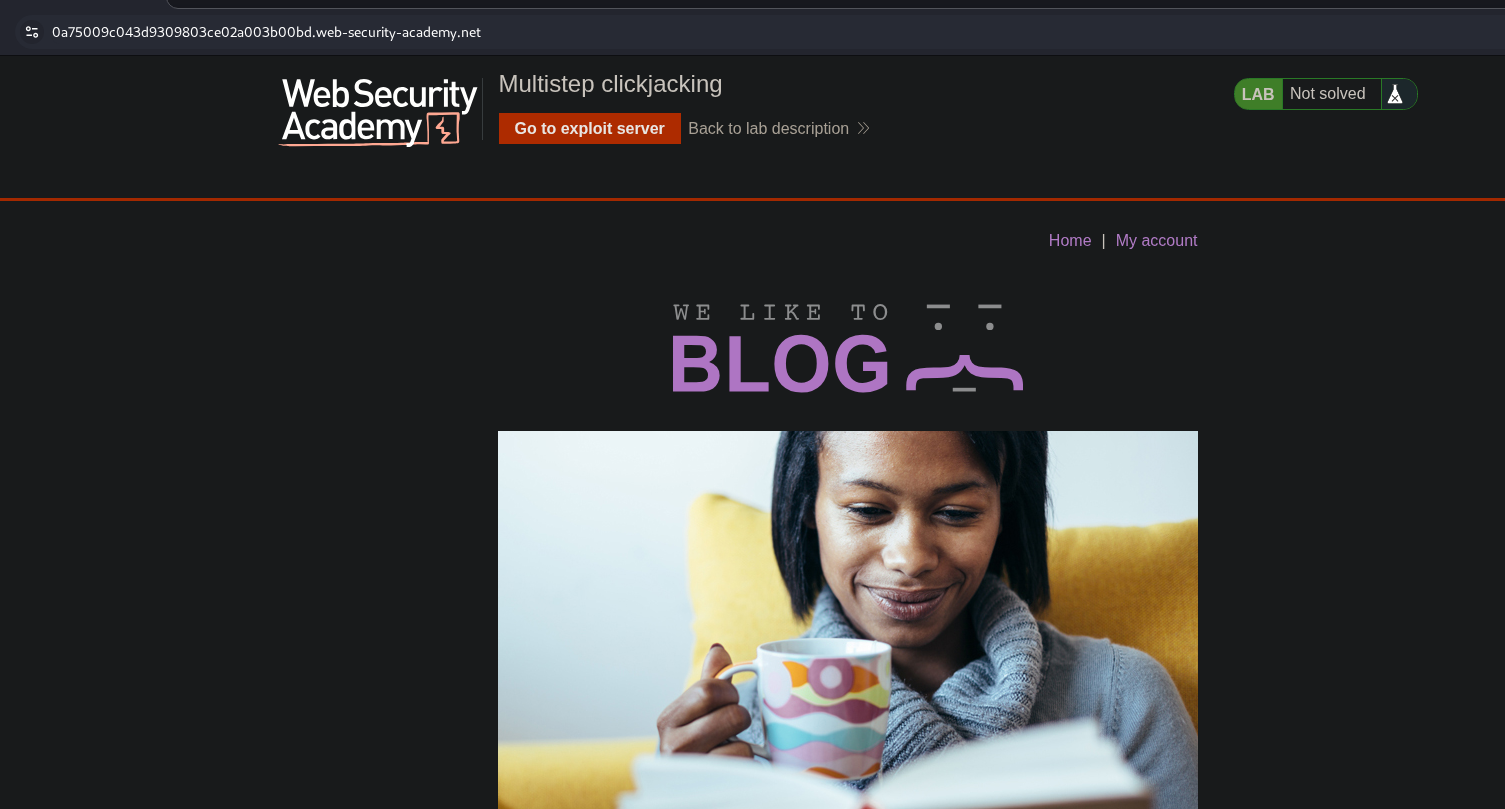 0a75009c043d9309803ce02a003b00bd.web-security-academy.net
Web Security
Academy
Multistep clickjacking
Go to exploit server
Back to lab description
LAB
Not solved
Home | My account
WE LIKE TO
BLOG